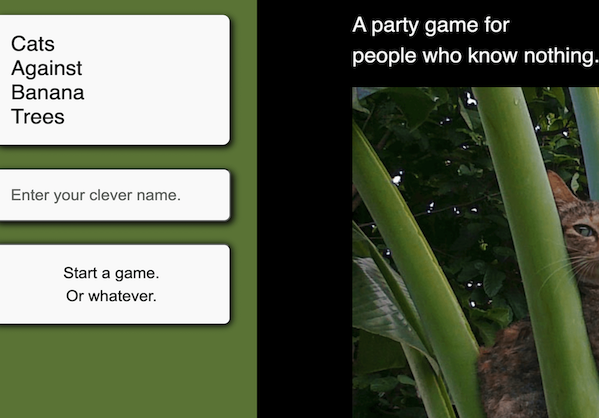 Cats
Against
Banana
Trees
Enter your clever name.
Start a game.
Or whatever.
A party game for
people who know nothing.